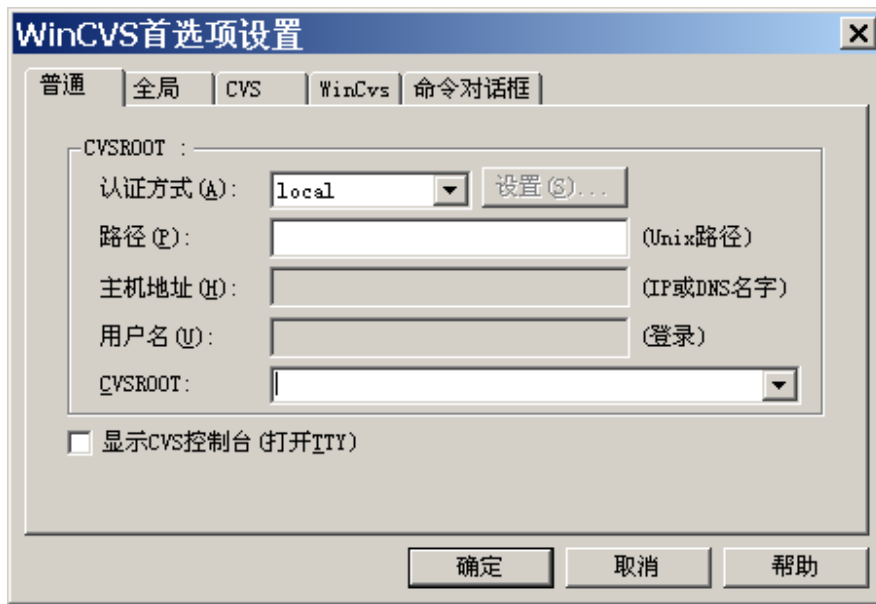 WinCVS首选项设置
普通 全局 CVS WinCvs 命令对话框
CVSROOT :
认证方式(A): local 设置(S)...
路径(P): (Unix路径)
主机地址(H): (IP或DNS名字)
用户名(U): (登录)
CVSROOT:
显示CVS控制台(打开TTY)
确定 取消 帮助